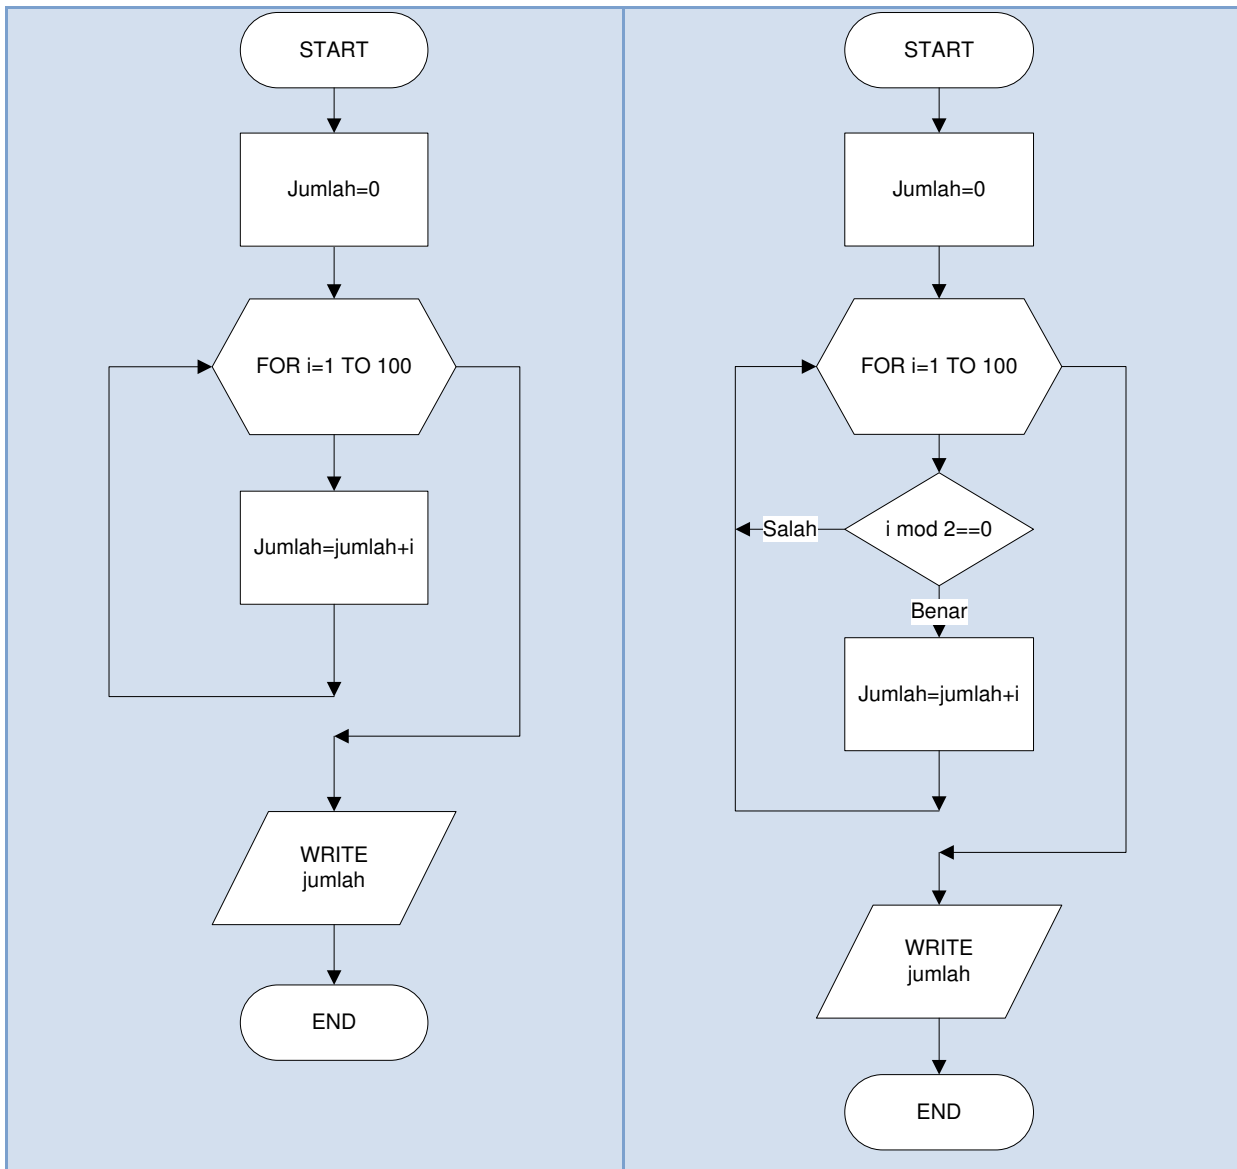 START
Jumlah=0
FOR i=1 TO 100
Jumlah=jumlah+i
WRITE
jumlah
END
START
Jumlah=0
FOR i=1 TO 100
i mod 2==0
Salah
Benar
Jumlah=jumlah+i
WRITE
jumlah
END